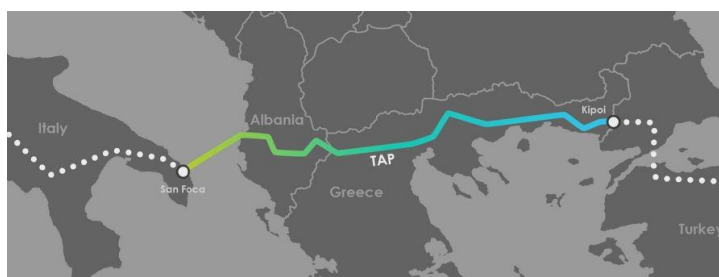 Italy
San Foca
Albania
TAP
Greece
Kipoi
Turkey